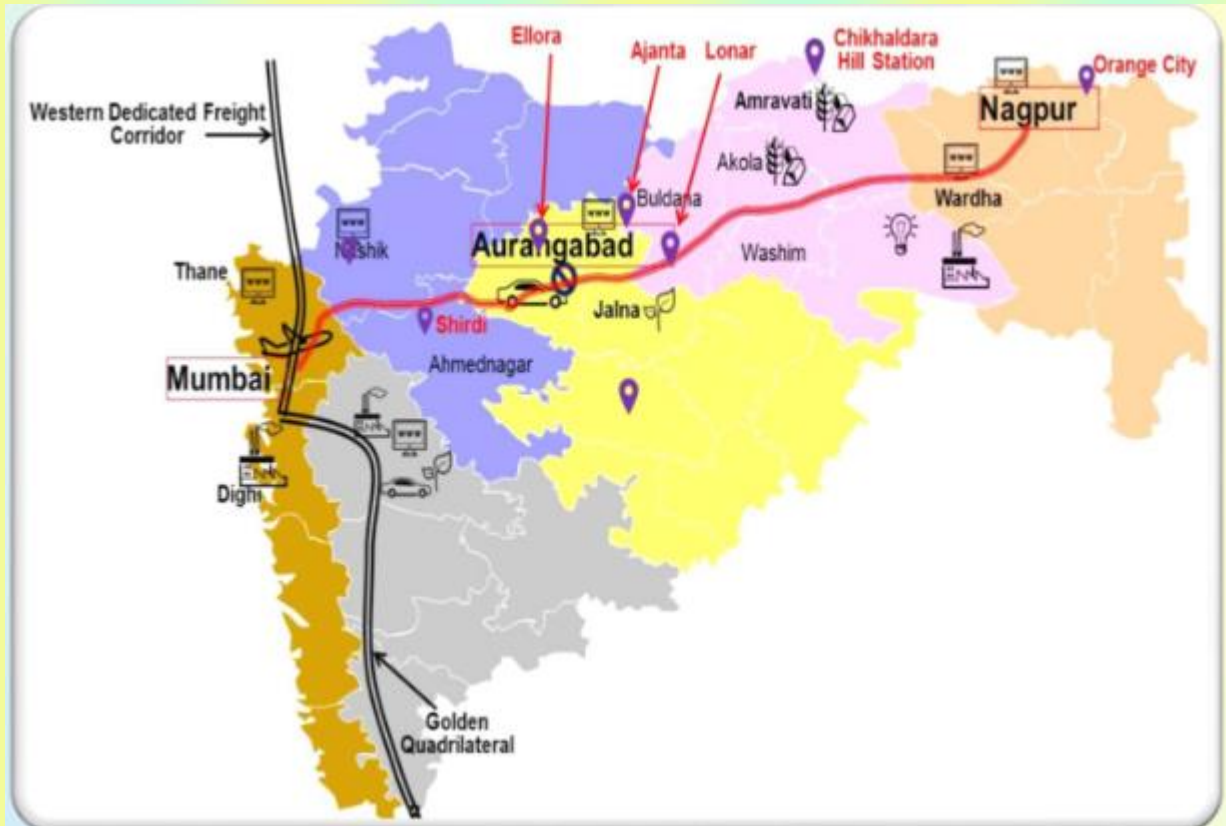 Ellora
Ajanta
Lonar
Chikhaldara
Hill Station
Orange City
Western Dedicated Freight
Corridor
Amravati
Nagpur
Akola
Wardha
Buldana
Nashik
Aurangabad
Washim
Thane
Jalna
Shirdi
Ahmednagar
Mumbai
Dighi
Golden
Quadrilateral